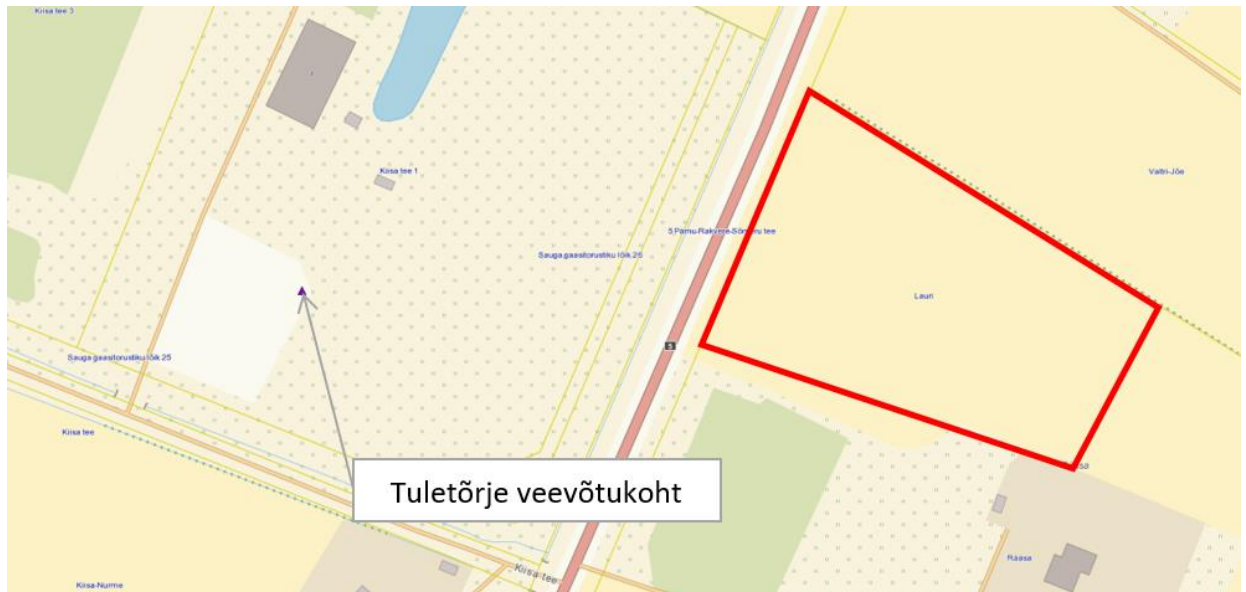 Kiisa tee 3
Kiisa tee 1
Valtri-Jõe
5 Pärnu-Rakvere-Sõmeru tee
Sauga gaasitorustiku lõik 26
Lauri
5
Sauga gaasitorustiku lõik 25
Kiisa tee
Tuletõrje veevõtukoht
Raasa
Kiisa tee
Kiisa-Nurme